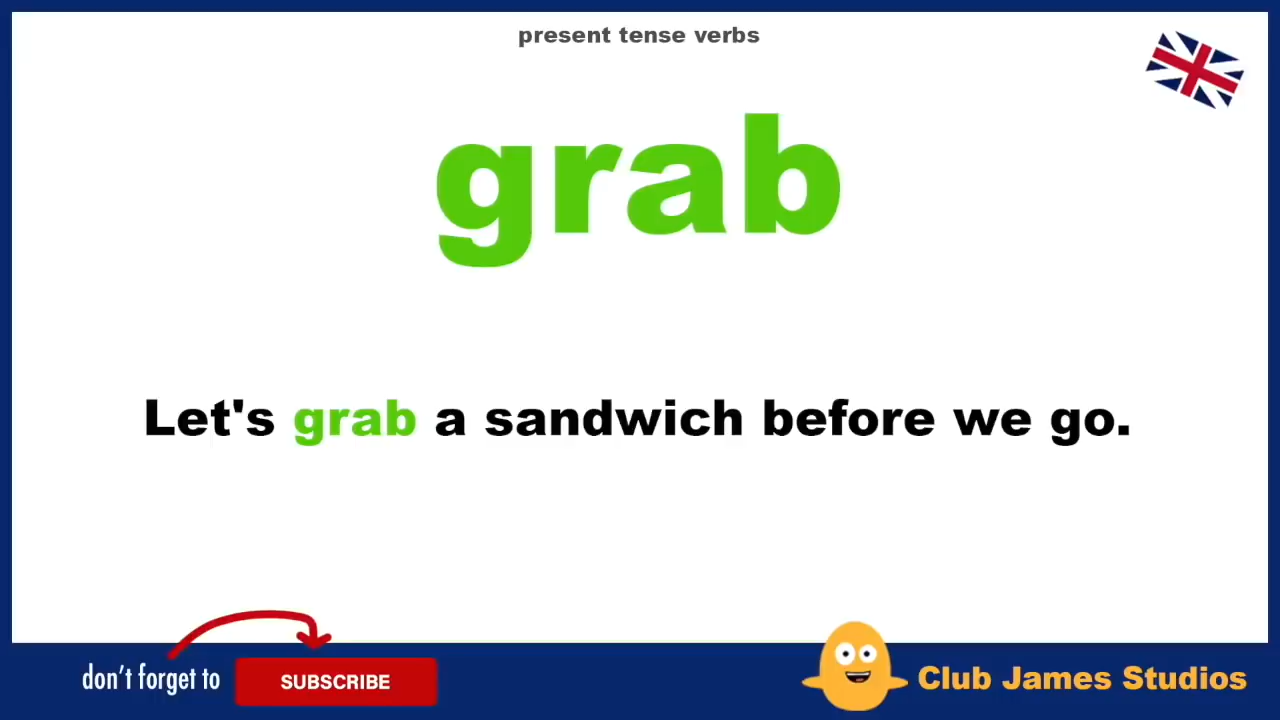 present tense verbs
grab
Let's grab a sandwich before we go.
don't forget to SUBSCRIBE
Club James Studios